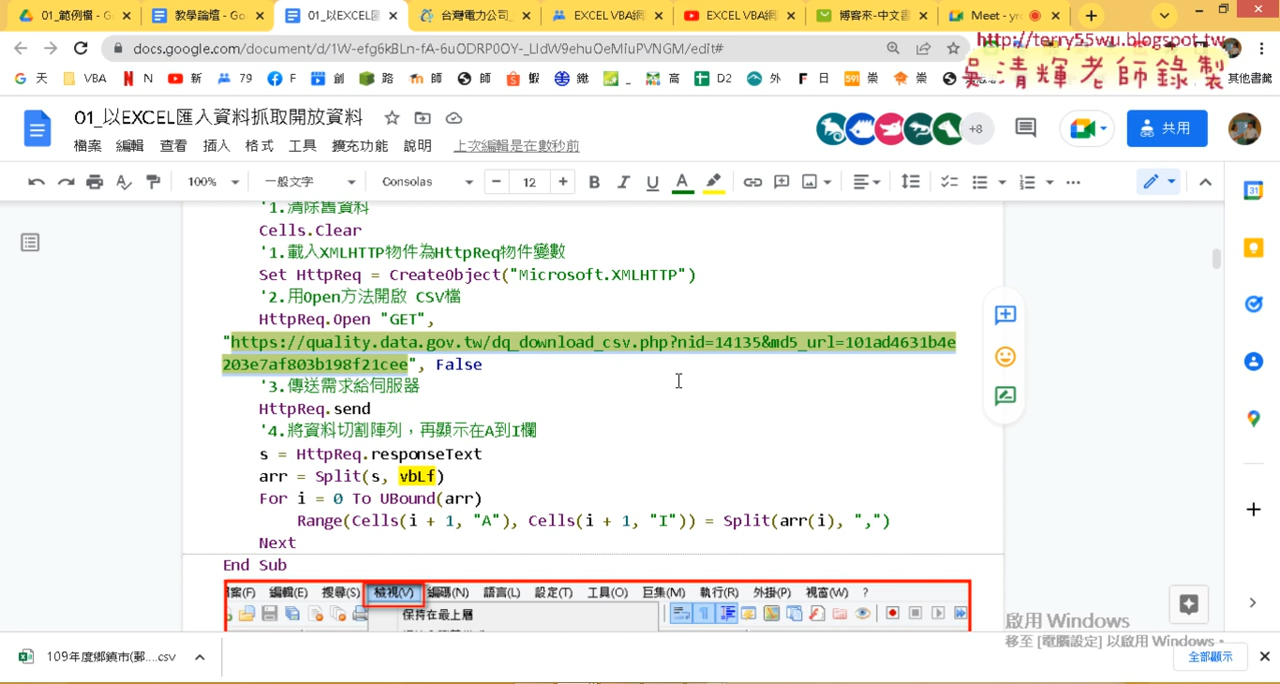 01_範例檔 - G
教學論壇 - Go
01_以EXCEL匯
台灣電力公司_
EXCEL VBA網
EXCEL VBA網
博客來-中文書
Meet - yr
docs.google.com/document/d/1W-efg6kBLn-fA-6uODRP0OY-_LIdW9ehuOeMiuPVNGM/edit#
http://terry55wu.blogspot.tw
吳清輝老師錄製
天
VBA
N
新
79
F
創
路
師
師
蝦
維
高
D2
外
日
崇
崇
其他書籤
01_以EXCEL匯入資料抓取開放資料
檔案 編輯 查看 插入 格式 工具 擴充功能 說明 上次編輯是在數秒前
+8
共用
100%
一般文字
Consolas
12
B I U A
'1.清除舊資料
Cells.Clear
'1.載入XMLHTTP物件為HttpReq物件變數
Set HttpReq = CreateObject("Microsoft.XMLHTTP")
'2.用Open方法開啟 CSV檔
HttpReq.Open "GET",
"https://quality.data.gov.tw/dq_download_csv.php?nid=14135&md5_url=101ad4631b4e
203e7af803b198f21cee", False
'3.傳送需求給伺服器
HttpReq.send
'4.將資料切割陣列，再顯示在A到I欄
s = HttpReq.responseText
arr = Split(s, vbLf)
For i = 0 To UBound(arr)
Range(Cells(i + 1, "A"), Cells(i + 1, "I")) = Split(arr(i), ",")
Next
End Sub
檔案(F) 編輯(E) 搜尋(S) 檢視(V) 編碼(N) 語言(L) 設定(T) 工具(O) 巨集(M) 執行(R) 外掛(P) 視窗(W) ?
保持在最上層
啟用 Windows
移至 [電腦設定] 以啟用 Windows。
109年度鄉鎮市(郵....csv
全部顯示